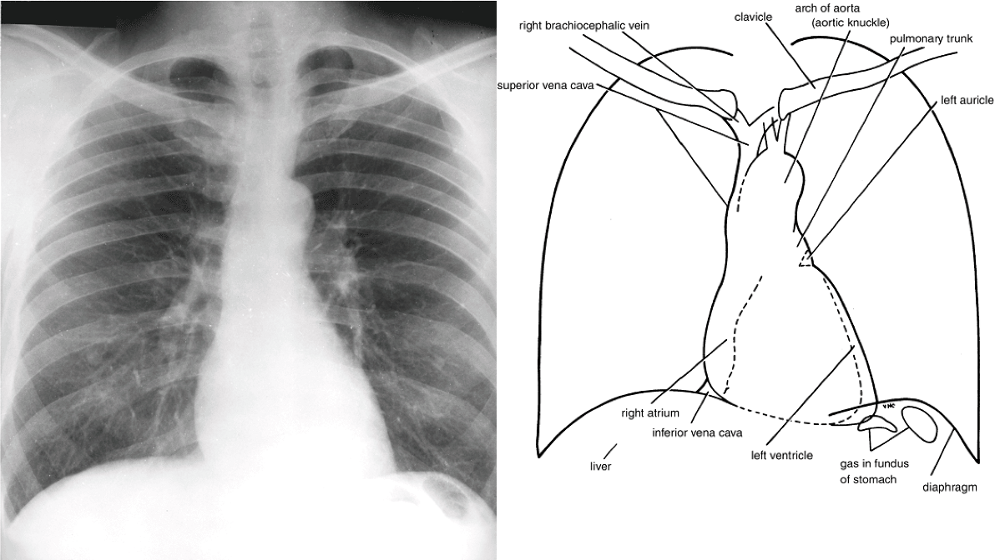 arch of aorta
(aortic knuckle)
clavicle
right brachiocephalic vein
pulmonary trunk
superior vena cava
left auricle
right atrium
inferior vena cava
left ventricle
liver
gas in fundus
of stomach
diaphragm